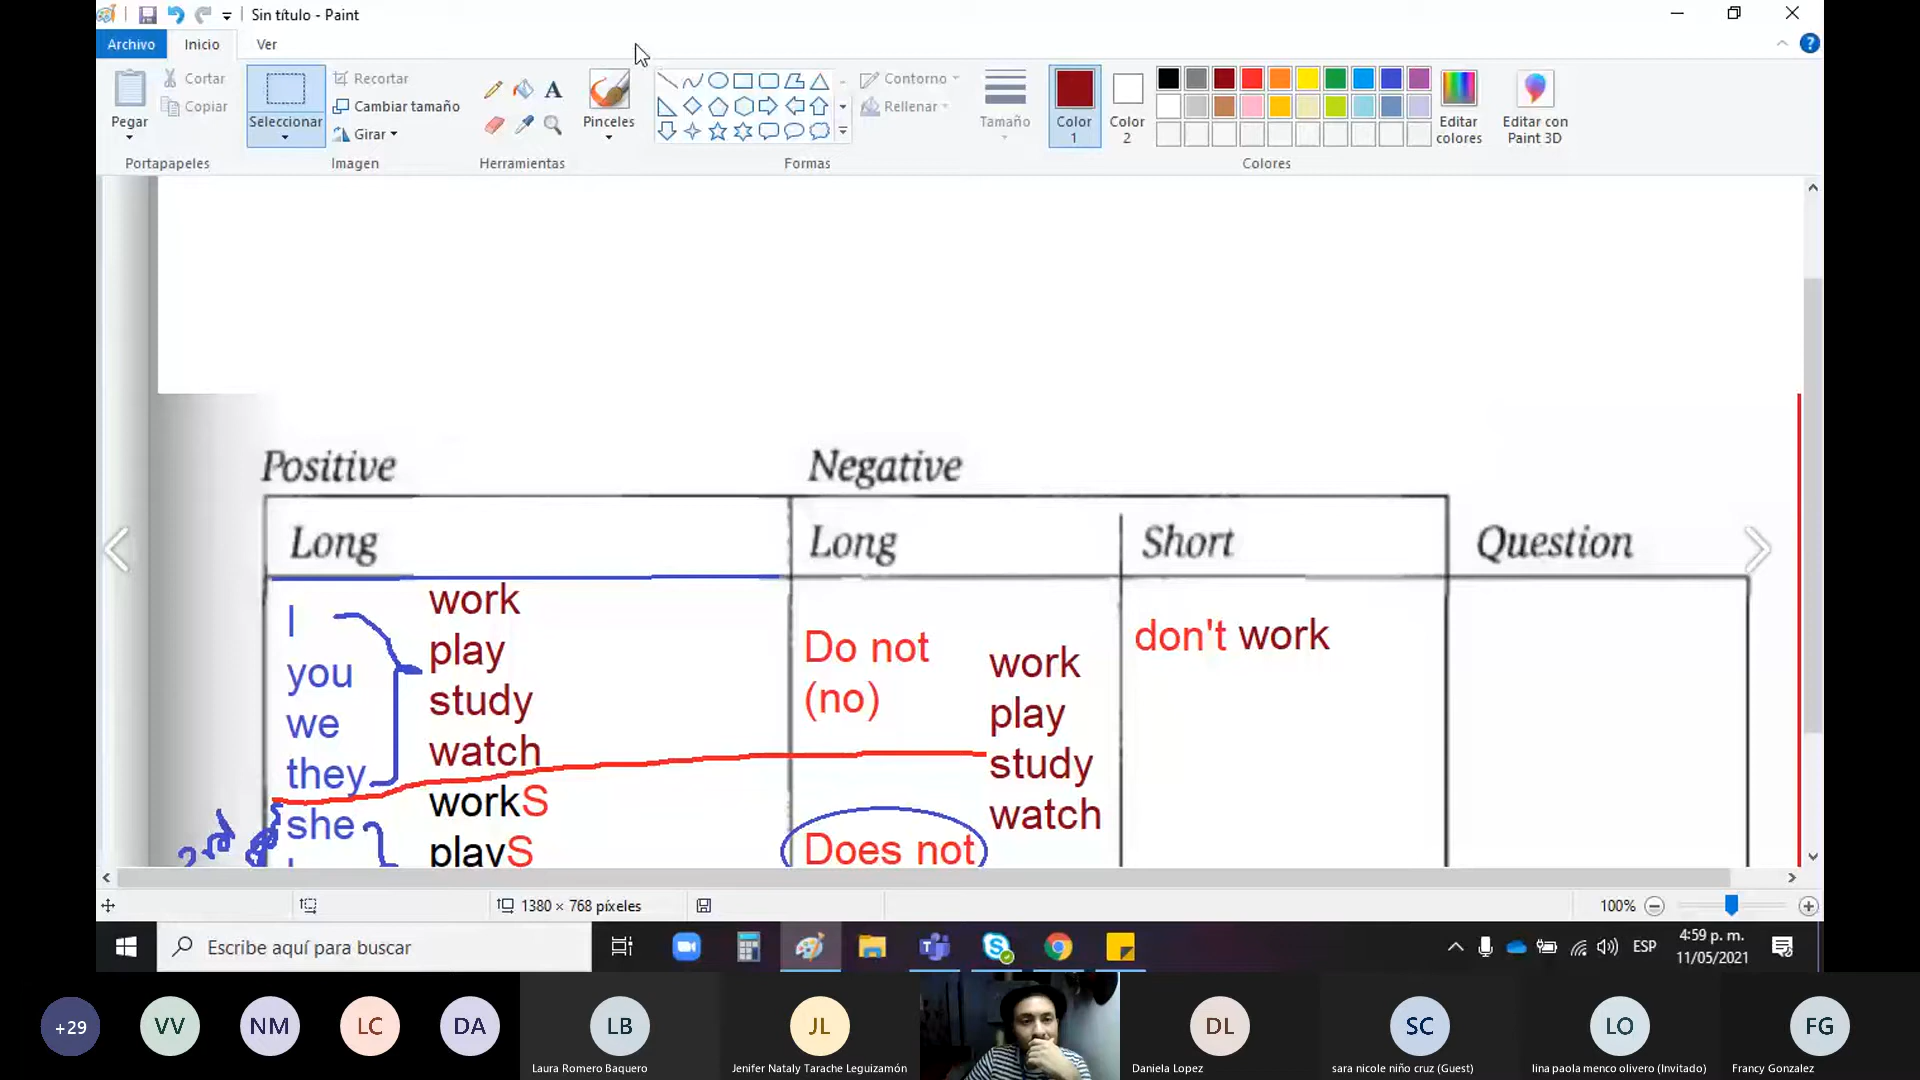 Sin título - Paint
Archivo
Inicio
Ver
Pegar
Cortar
Copiar
Portapapeles
Seleccionar
Recortar
Cambiar tamaño
Girar
Imagen
A
Herramientas
Pinceles
Formas
Contorno
Rellenar
Tamaño
Color
1
Color
2
Editar
colores
Editar con
Paint 3D
Colores
Positive
Negative
Long
Long
Short
Question
I
you
we
they
she
work
play
study
watch
workS
playS
Do not
(no)
work
play
study
watch
Does not
don't work
1380 × 768 píxeles
100%
Escribe aquí para buscar
ESP
4:59 p. m.
11/05/2021
+29
VV
NM
LC
DA
LB
Laura Romero Baquero
JL
Jenifer Nataly Tarache Leguizamón
DL
Daniela Lopez
SC
sara nicole niño cruz (Guest)
LO
lina paola menco olivero (Invitado)
FG
Francy Gonzalez